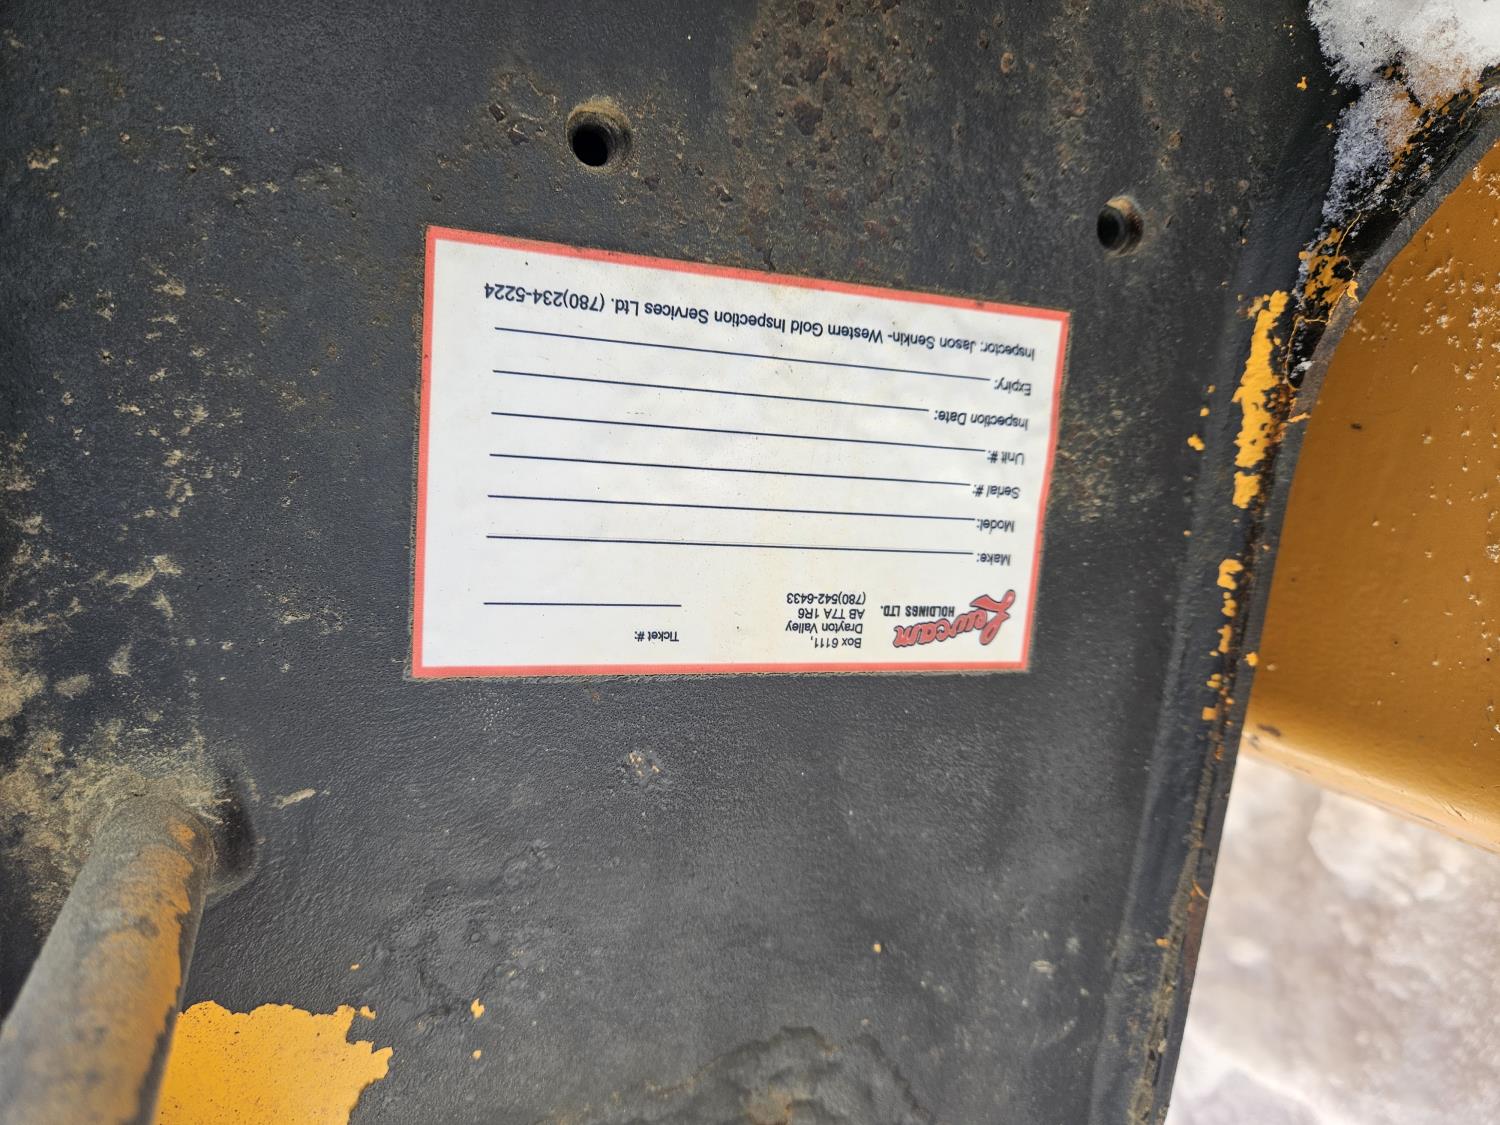 Lewcam
HOLDINGS LTD.
Box 6111,
Drayton Valley
AB T7A 1R6
(780)542-6433
Ticket #:
Make:
Model:
Serial #:
Unit #:
Inspection Date:
Expiry:
Inspector: Jason Senkin- Western Gold Inspection Services Ltd. (780)234-5224